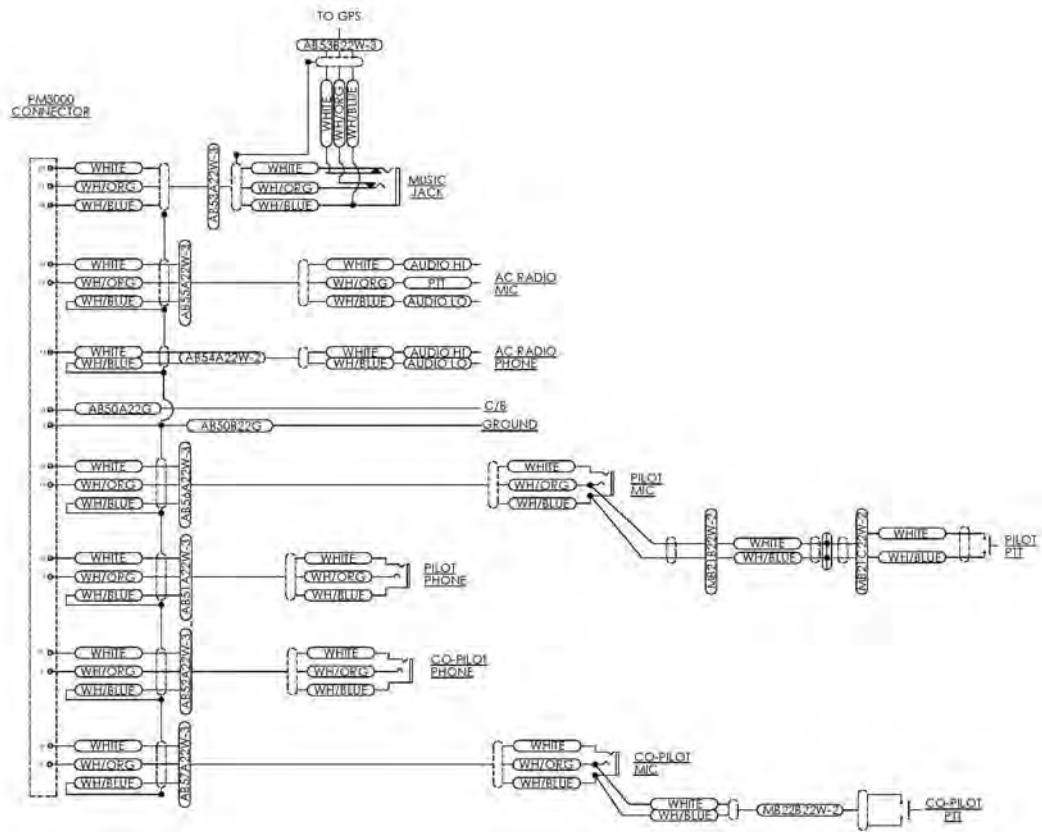 TO GPS
AB53B22W-3
WHITE
WH/ORG
WH/BLUE
PM3000
CONNECTOR
WHITE
WH/ORG
WH/BLUE
AB53A22W-3
WHITE
WH/ORG
WH/BLUE
MUSIC
JACK
WHITE
WH/ORG
WH/BLUE
AB55A22W-3
WHITE
AUDIO HI
WH/ORG
PTT
WH/BLUE
AUDIO LO
AC RADIO
MIC
WHITE
WH/BLUE
AB54A22W-2
WHITE
AUDIO HI
WH/BLUE
AUDIO LO
AC RADIO
PHONE
AB50A22G
C/B
AB50B22G
GROUND
WHITE
WH/ORG
WH/BLUE
AB56A22W-3
WHITE
WH/ORG
WH/BLUE
PILOT
MIC
MB21B22W-2
WHITE
WH/BLUE
MB21C22W-2
WHITE
WH/BLUE
PILOT
PTT
WHITE
WH/ORG
WH/BLUE
AB51A22W-3
WHITE
WH/ORG
WH/BLUE
PILOT
PHONE
WHITE
WH/ORG
WH/BLUE
AB52A22W-3
WHITE
WH/ORG
WH/BLUE
CO-PILOT
PHONE
WHITE
WH/ORG
WH/BLUE
AB57A22W-3
WHITE
WH/ORG
WH/BLUE
CO-PILOT
MIC
WHITE
WH/BLUE
MB22B22W-2
CO-PILOT
PTT